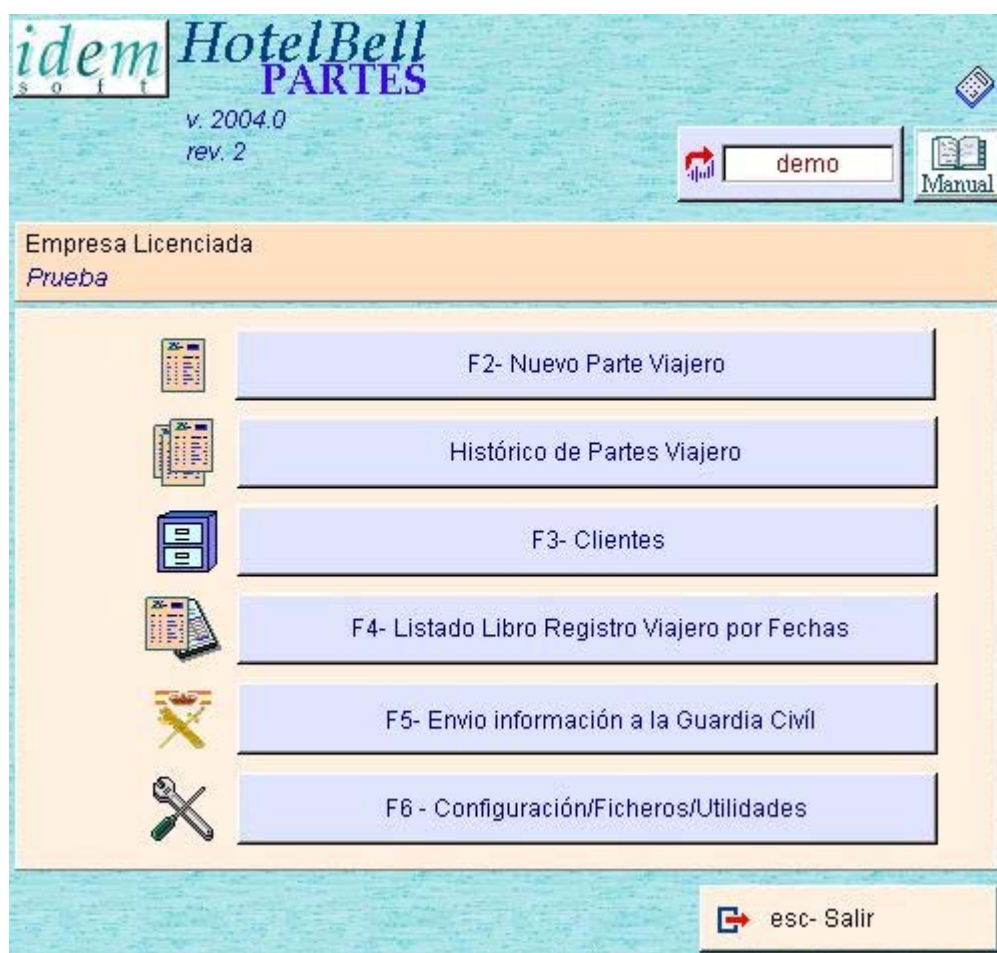 idem
soft
HotelBell
PARTES
v. 2004.0
rev. 2
demo
Manual
Empresa Licenciada
Prueba
F2- Nuevo Parte Viajero
Histórico de Partes Viajero
F3- Clientes
F4- Listado Libro Registro Viajero por Fechas
F5- Envio información a la Guardia Civíl
F6 - Configuración/Ficheros/Utilidades
esc- Salir